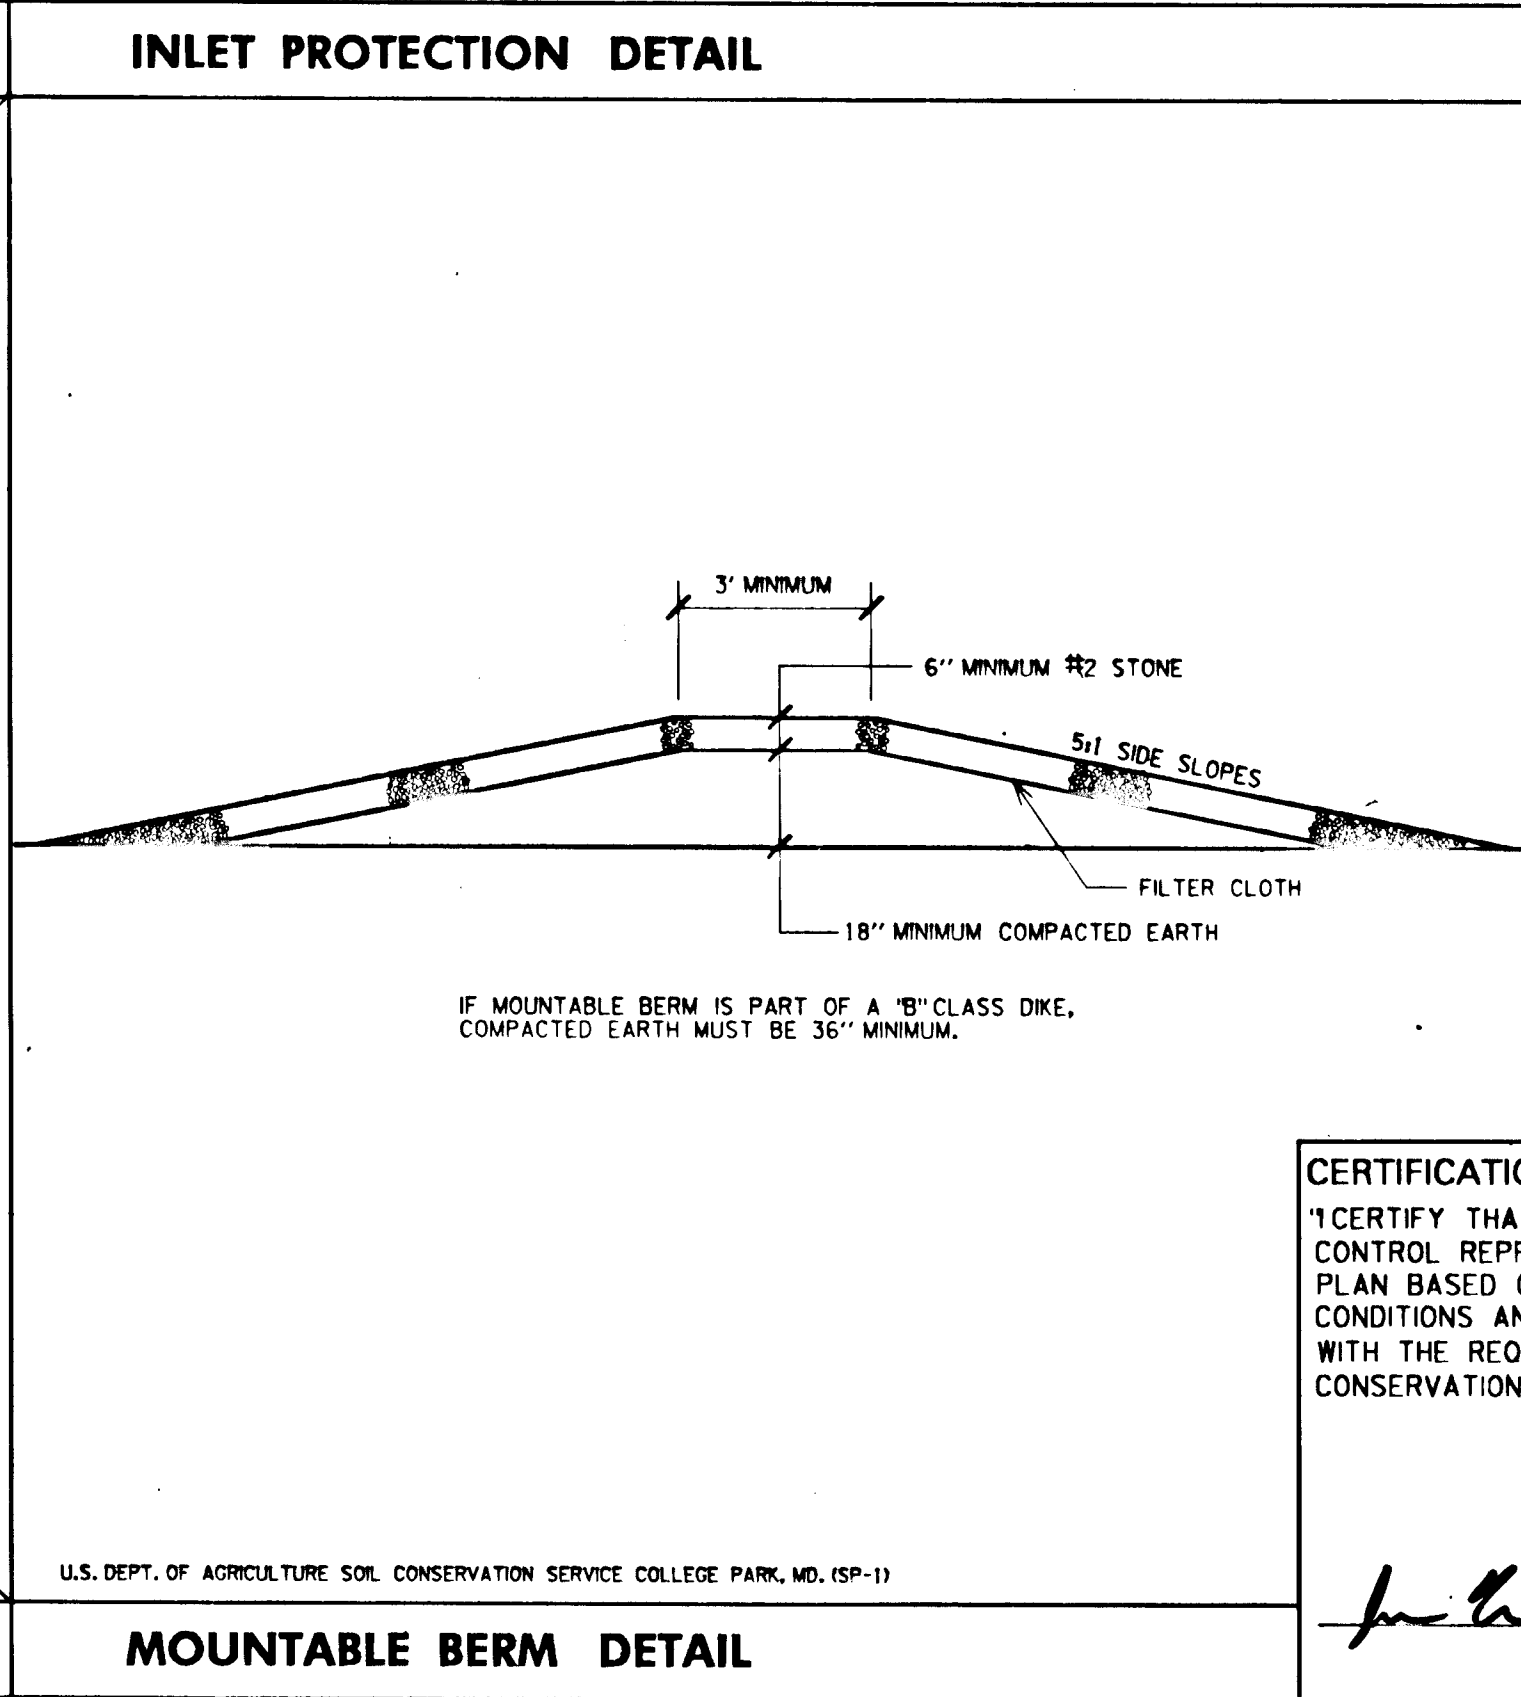 INLET PROTECTION DETAIL
3' MINIMUM
6" MINIMUM #2 STONE
5:1 SIDE SLOPES
FILTER CLOTH
18" MINIMUM COMPACTED EARTH
IF MOUNTABLE BERM IS PART OF A "B" CLASS DIKE,
COMPACTED EARTH MUST BE 36" MINIMUM.
CERTIFICATIO
"I CERTIFY THA
CONTROL REPR
PLAN BASED O
CONDITIONS AN
WITH THE REQ
CONSERVATION
U.S. DEPT. OF AGRICULTURE SOIL CONSERVATION SERVICE COLLEGE PARK, MD. (SP-1)
MOUNTABLE BERM DETAIL